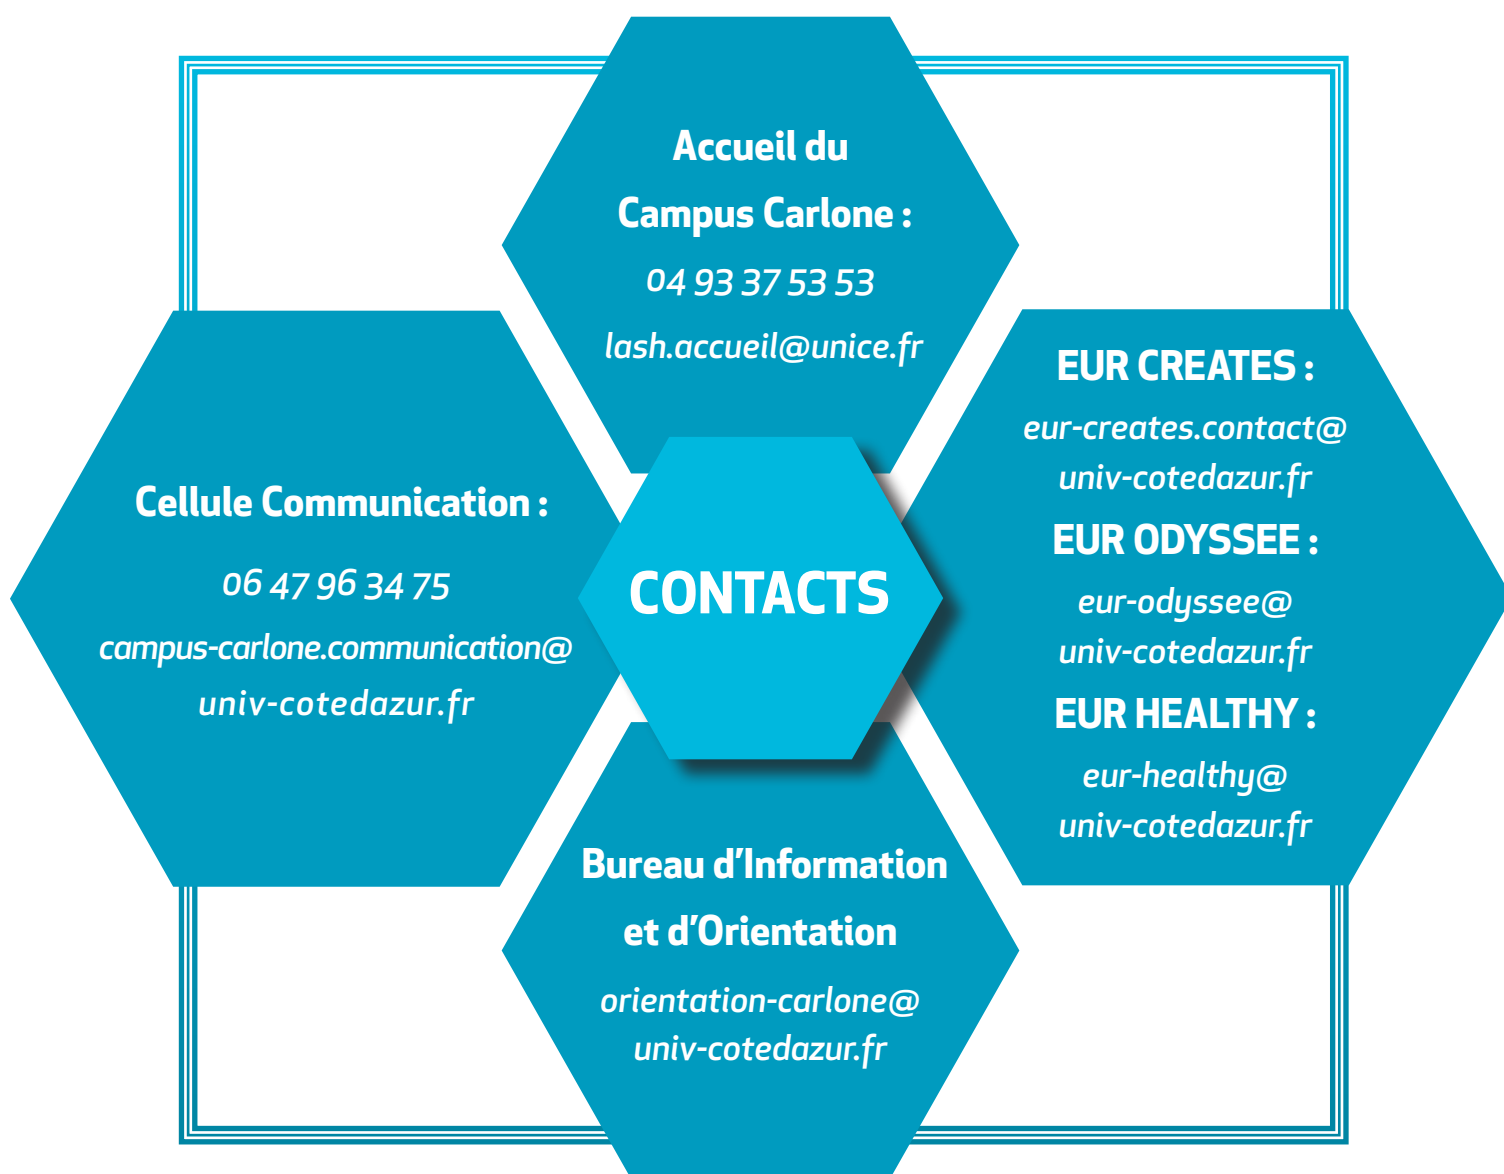 Accueil du
Campus Carlone :
04 93 37 53 53
lash.accueil@unice.fr
Cellule Communication :
06 47 96 34 75
campus-carlone.communication@
univ-cotedazur.fr
CONTACTS
EUR CREATES :
eur-creates.contact@
univ-cotedazur.fr
EUR ODYSSEE :
eur-odyssee@
univ-cotedazur.fr
EUR HEALTHY :
eur-healthy@
univ-cotedazur.fr
Bureau d'Information
et d'Orientation
orientation-carlone@
univ-cotedazur.fr